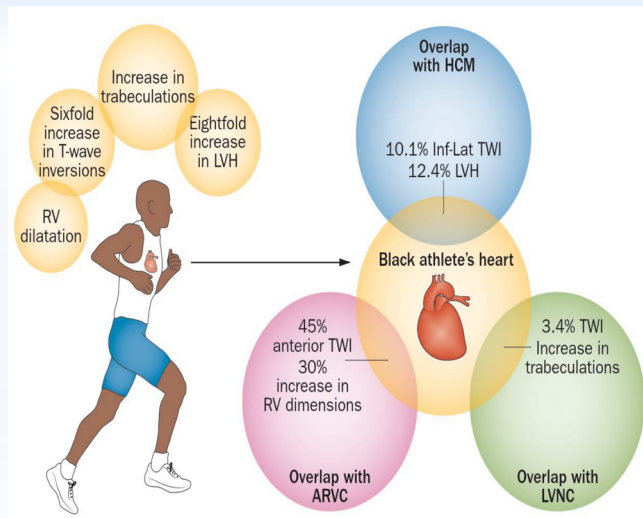 Increase in
trabeculations
Sixfold
increase
in T-wave
inversions
Eightfold
increase
in LVH
RV
dilatation
Overlap
with HCM
10.1% Inf-Lat TWI
12.4% LVH
Black athlete's heart
45%
anterior TWI
30%
increase in
RV dimensions
Overlap with
ARVC
3.4% TWI
Increase in
trabeculations
Overlap with
LVNC